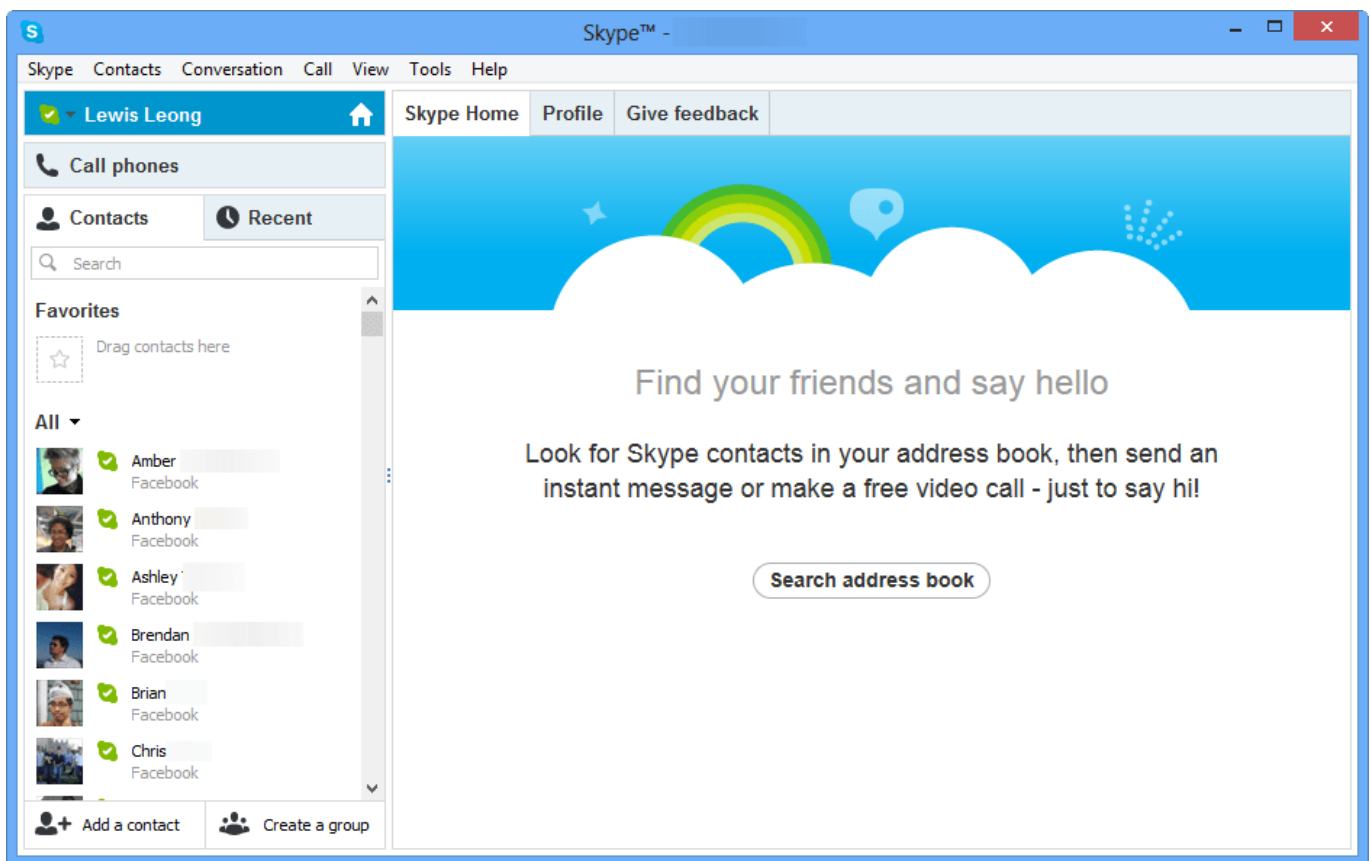 S
Skype™ -
Skype Contacts Conversation Call View Tools Help
Lewis Leong
Call phones
Contacts Recent
Search
Favorites
Drag contacts here
All
Amber
Facebook
Anthony
Facebook
Ashley
Facebook
Brendan
Facebook
Brian
Facebook
Chris
Facebook
Add a contact Create a group
Skype Home Profile Give feedback
Find your friends and say hello
Look for Skype contacts in your address book, then send an
instant message or make a free video call - just to say hi!
Search address book